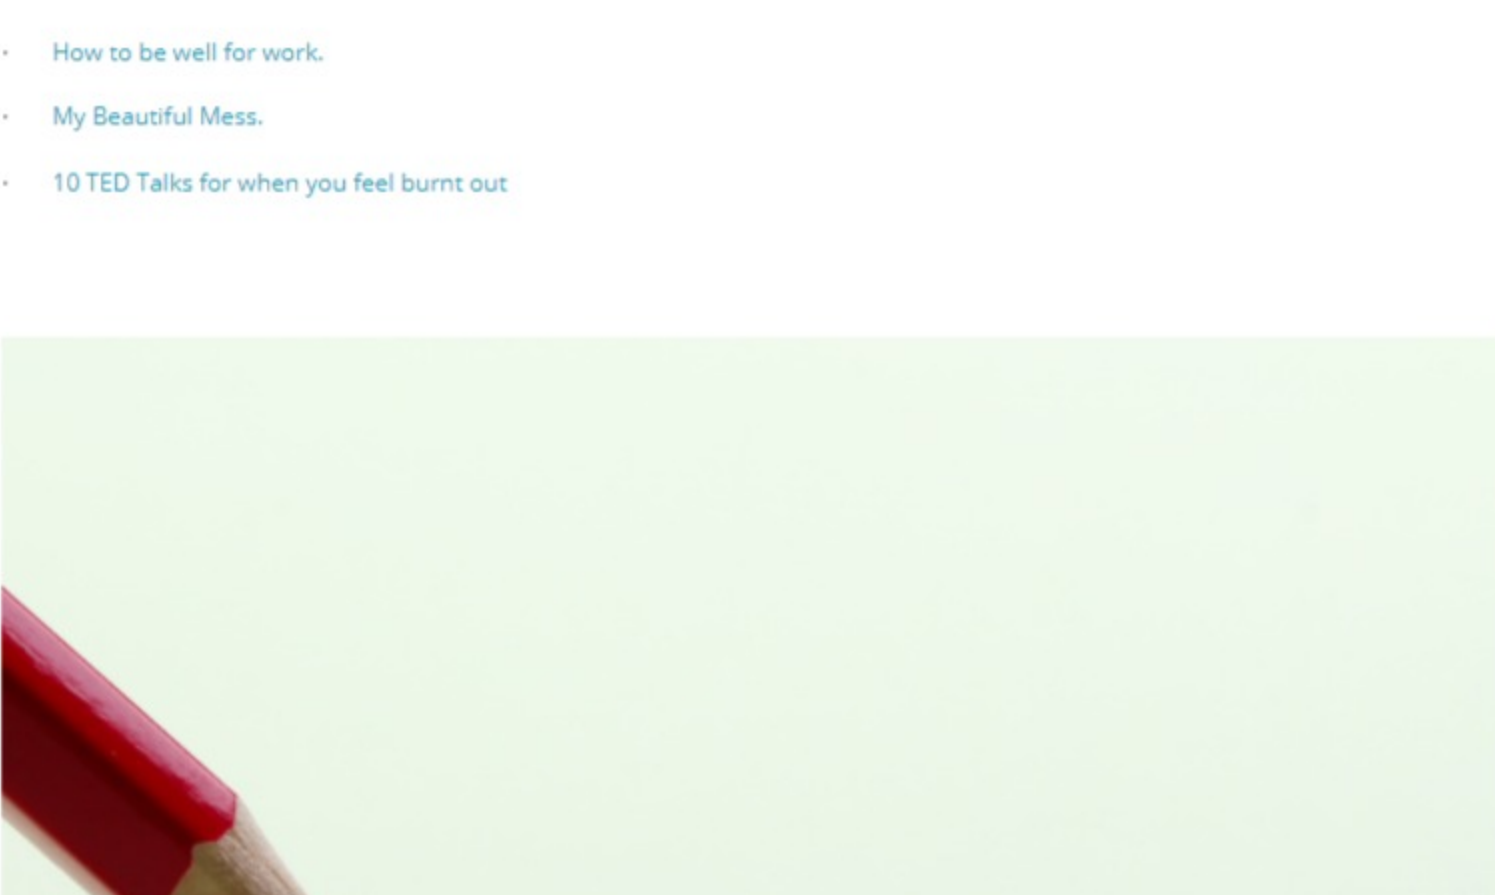 · How to be well for work.
· My Beautiful Mess.
· 10 TED Talks for when you feel burnt out